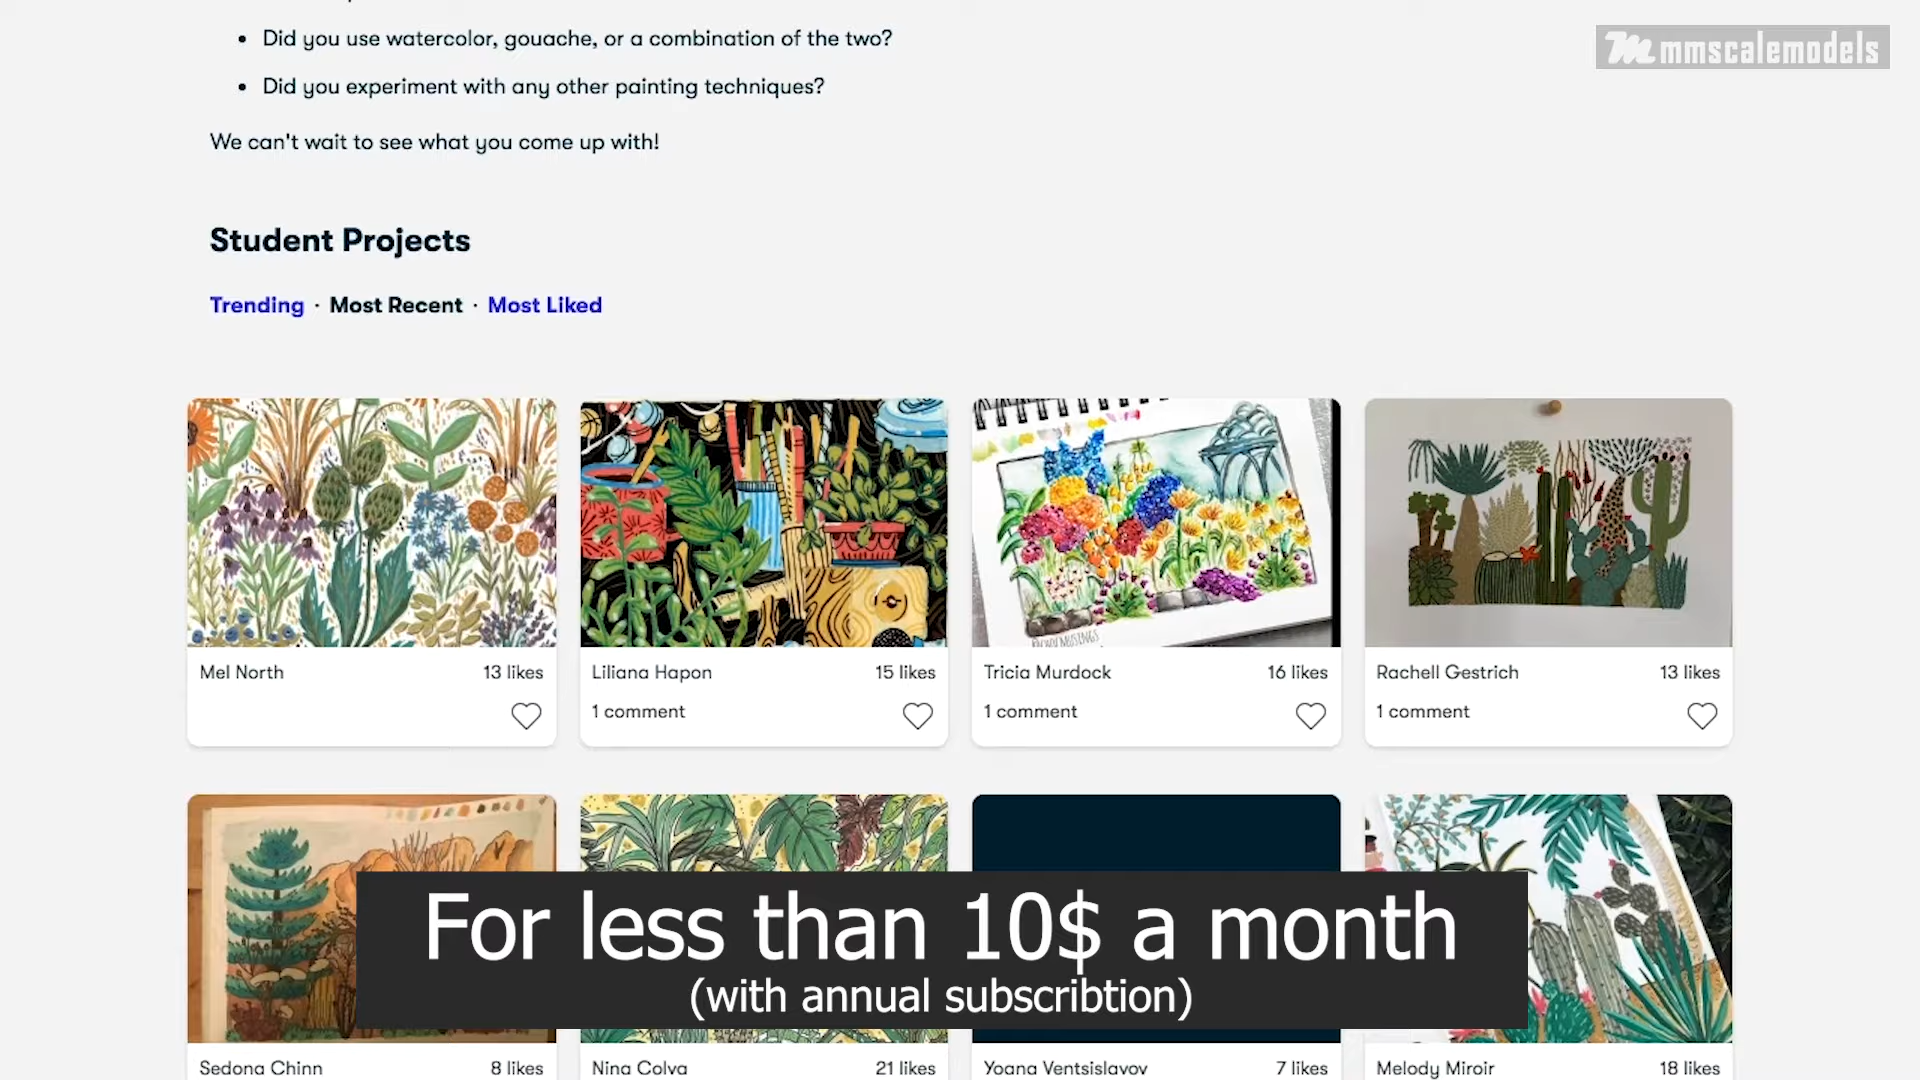 mmscalemodels
Did you use watercolor, gouache, or a combination of the two?
Did you experiment with any other painting techniques?
We can't wait to see what you come up with!
Student Projects
Trending · Most Recent · Most Liked
Mel North 13 likes
Liliana Hapon 15 likes
1 comment
Tricia Murdock 16 likes
1 comment
Rachell Gestrich 13 likes
1 comment
For less than 10$ a month
(with annual subscribtion)
Sedona Chinn 8 likes
Nina Colva 21 likes
Yoana Ventsislavov 7 likes
Melody Miroir 18 likes